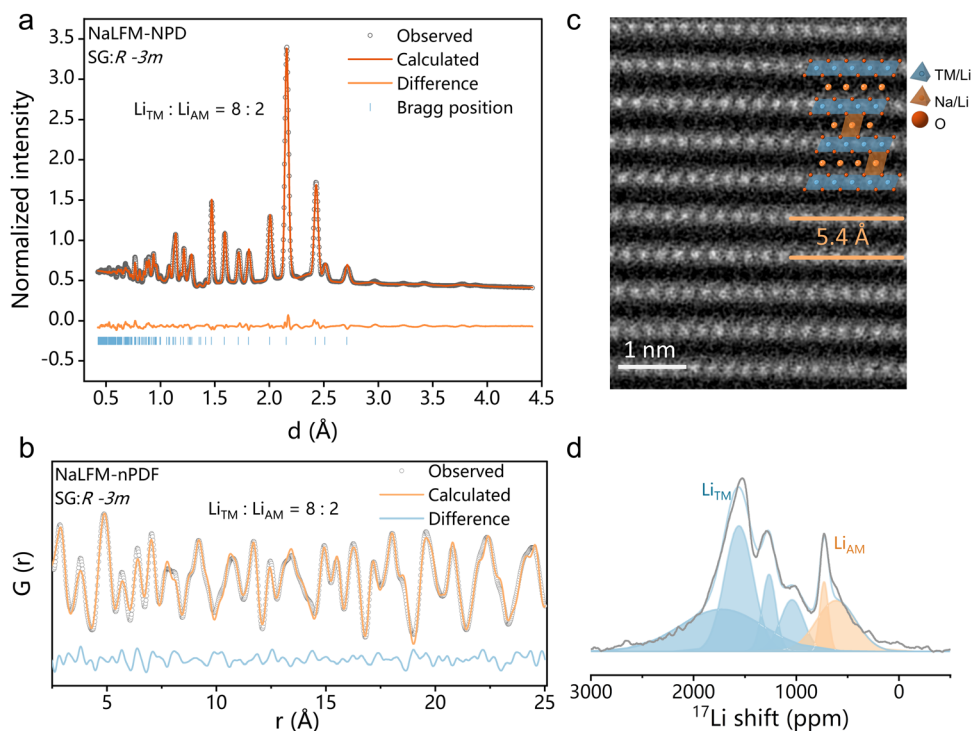 a
NaLFM-NPD
SG:R -3m
Li_TM : Li_AM = 8 : 2
Observed
Calculated
Difference
Bragg position
Normalized intensity
3.5
3.0
2.5
2.0
1.5
1.0
0.5
0.0
-0.5
0.5 1.0 1.5 2.0 2.5 3.0 3.5 4.0 4.5
d (Å)
c
TM/Li
Na/Li
O
5.4 Å
1 nm
b
NaLFM-nPDF
SG:R -3m
Li_TM : Li_AM = 8 : 2
Observed
Calculated
Difference
G (r)
5 10 15 20 25
r (Å)
d
Li_TM
Li_AM
3000 2000 1000 0
¹⁷Li shift (ppm)